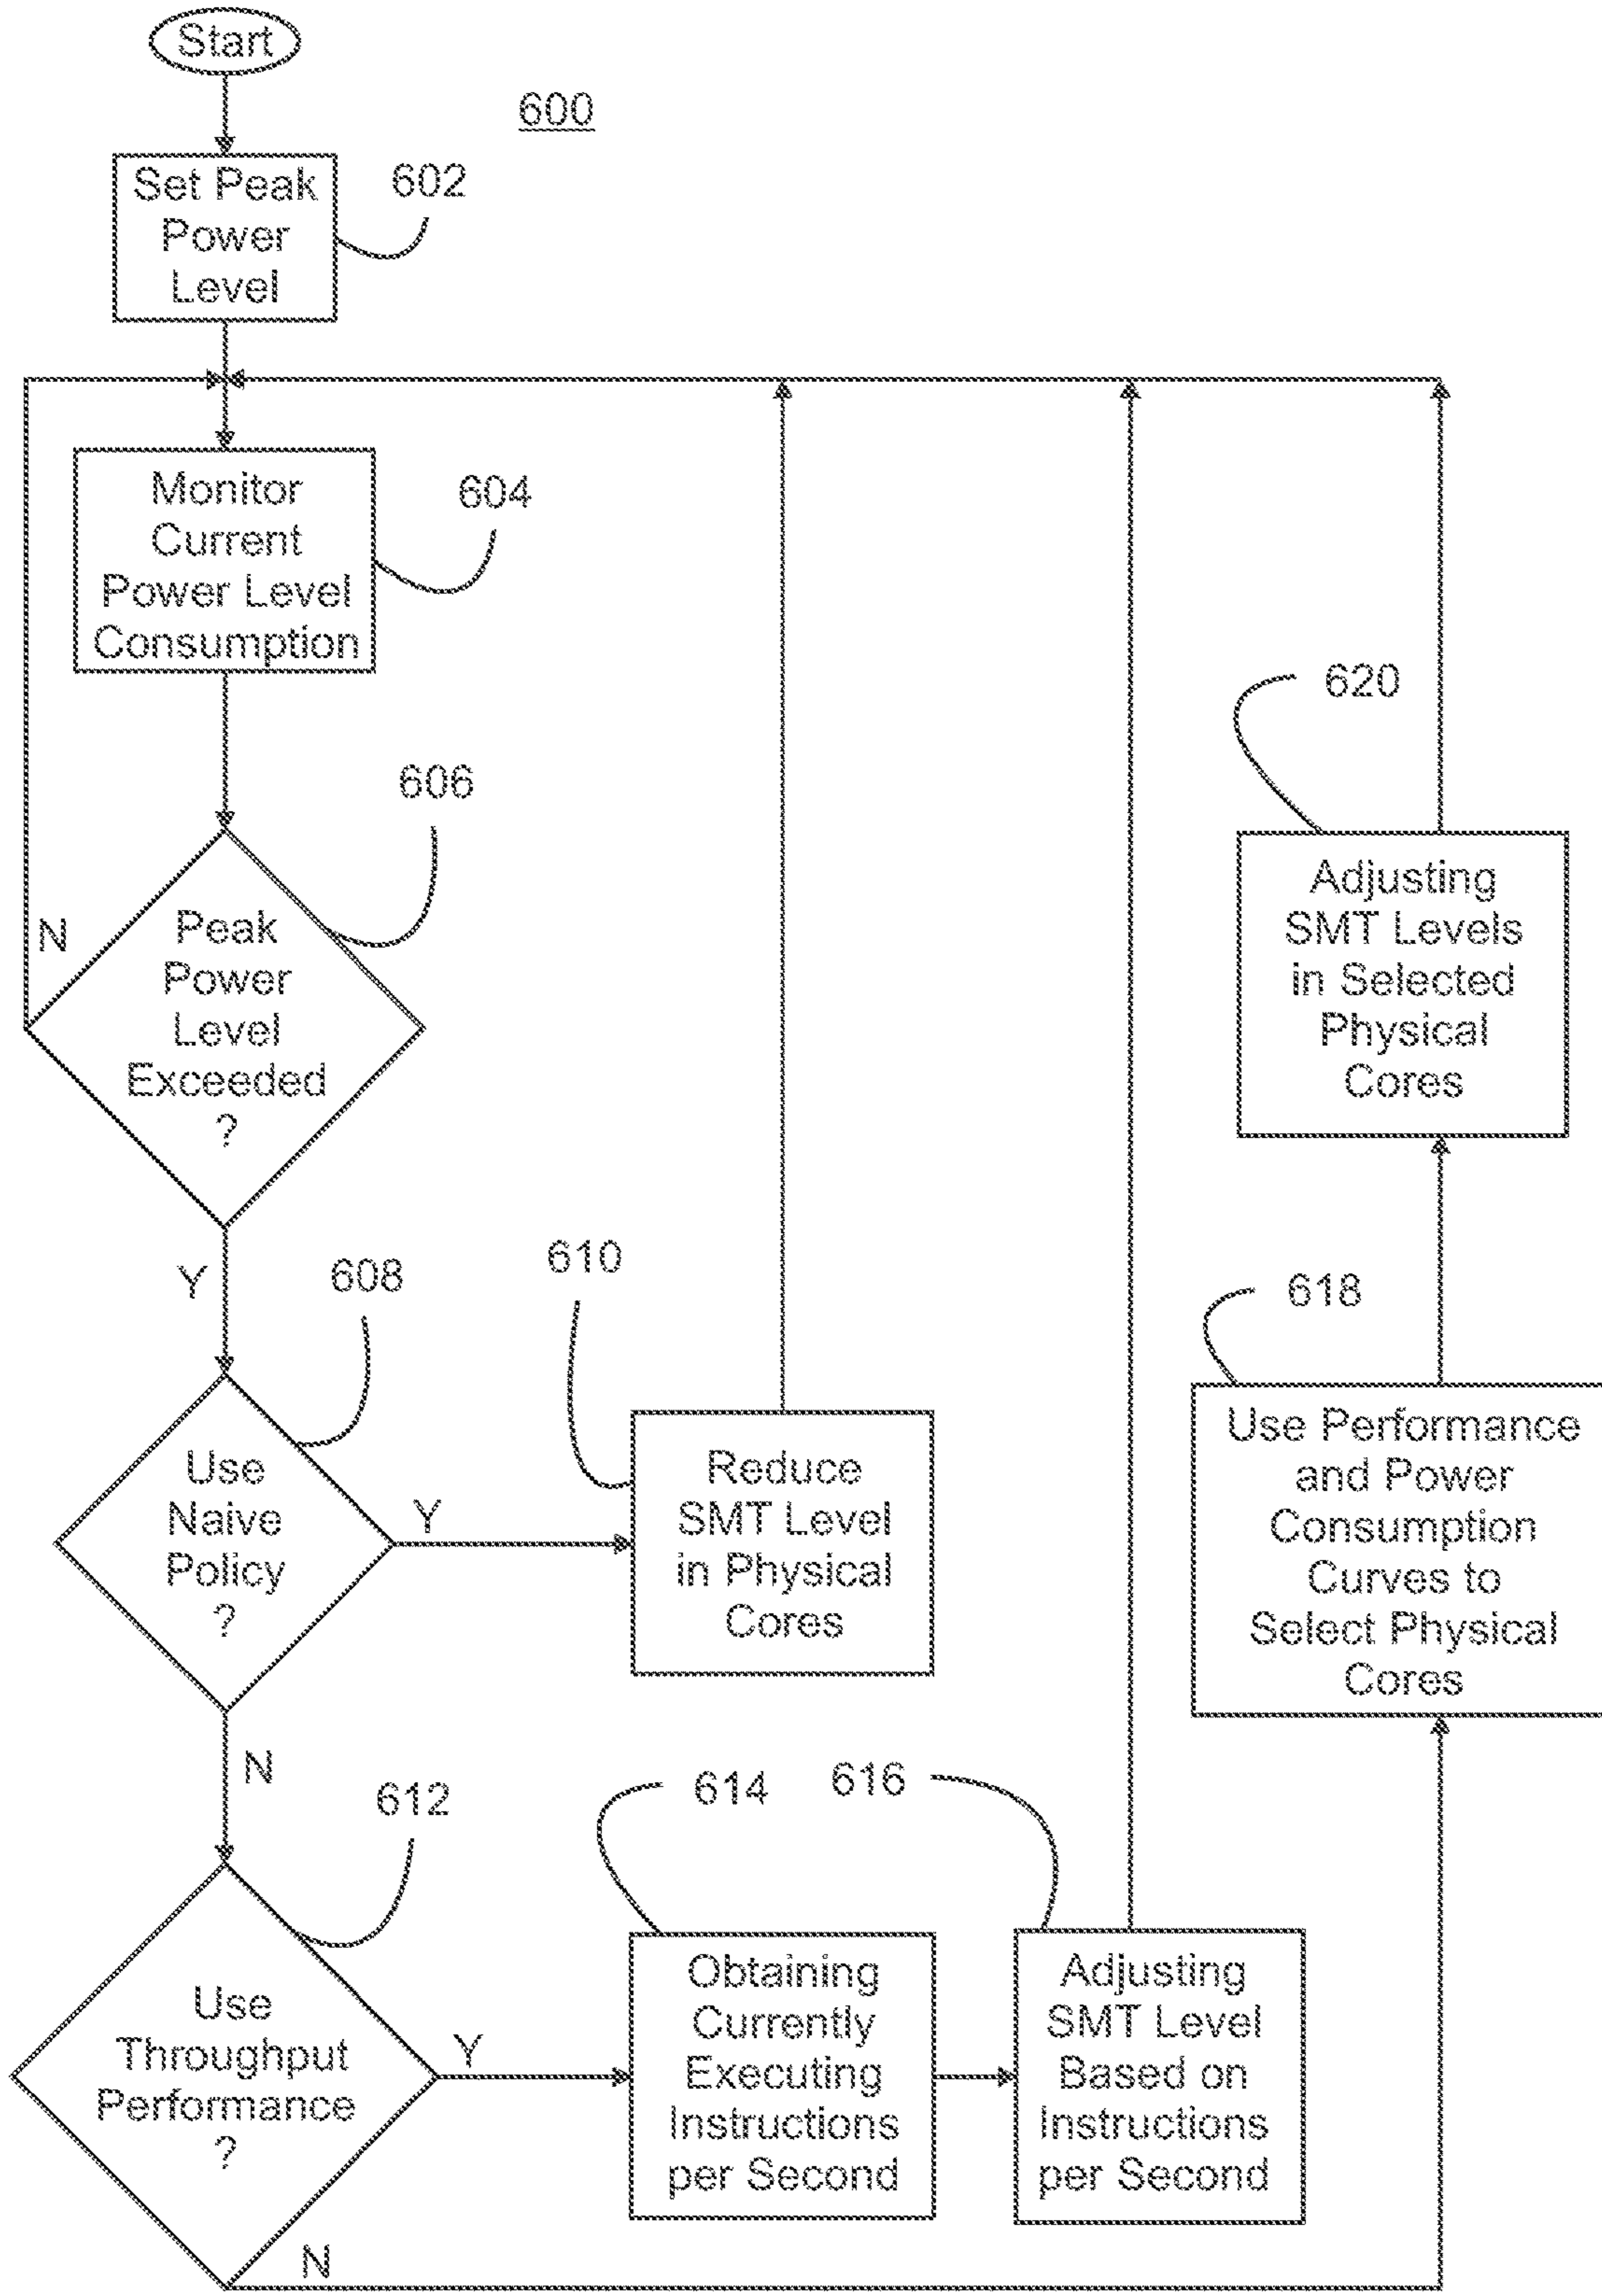 Start
600
Set Peak
Power
Level
602
Monitor
Current
Power Level
Consumption
604
606
Peak
Power
Level
Exceeded
?
N
Y
608
Use
Naive
Policy
?
Y
610
Reduce
SMT Level
in Physical
Cores
N
612
Use
Throughput
Performance
?
Y
614
Obtaining
Currently
Executing
Instructions
per Second
616
Adjusting
SMT Level
Based on
Instructions
per Second
N
618
Use Performance
and Power
Consumption
Curves to
Select Physical
Cores
620
Adjusting
SMT Levels
in Selected
Physical
Cores